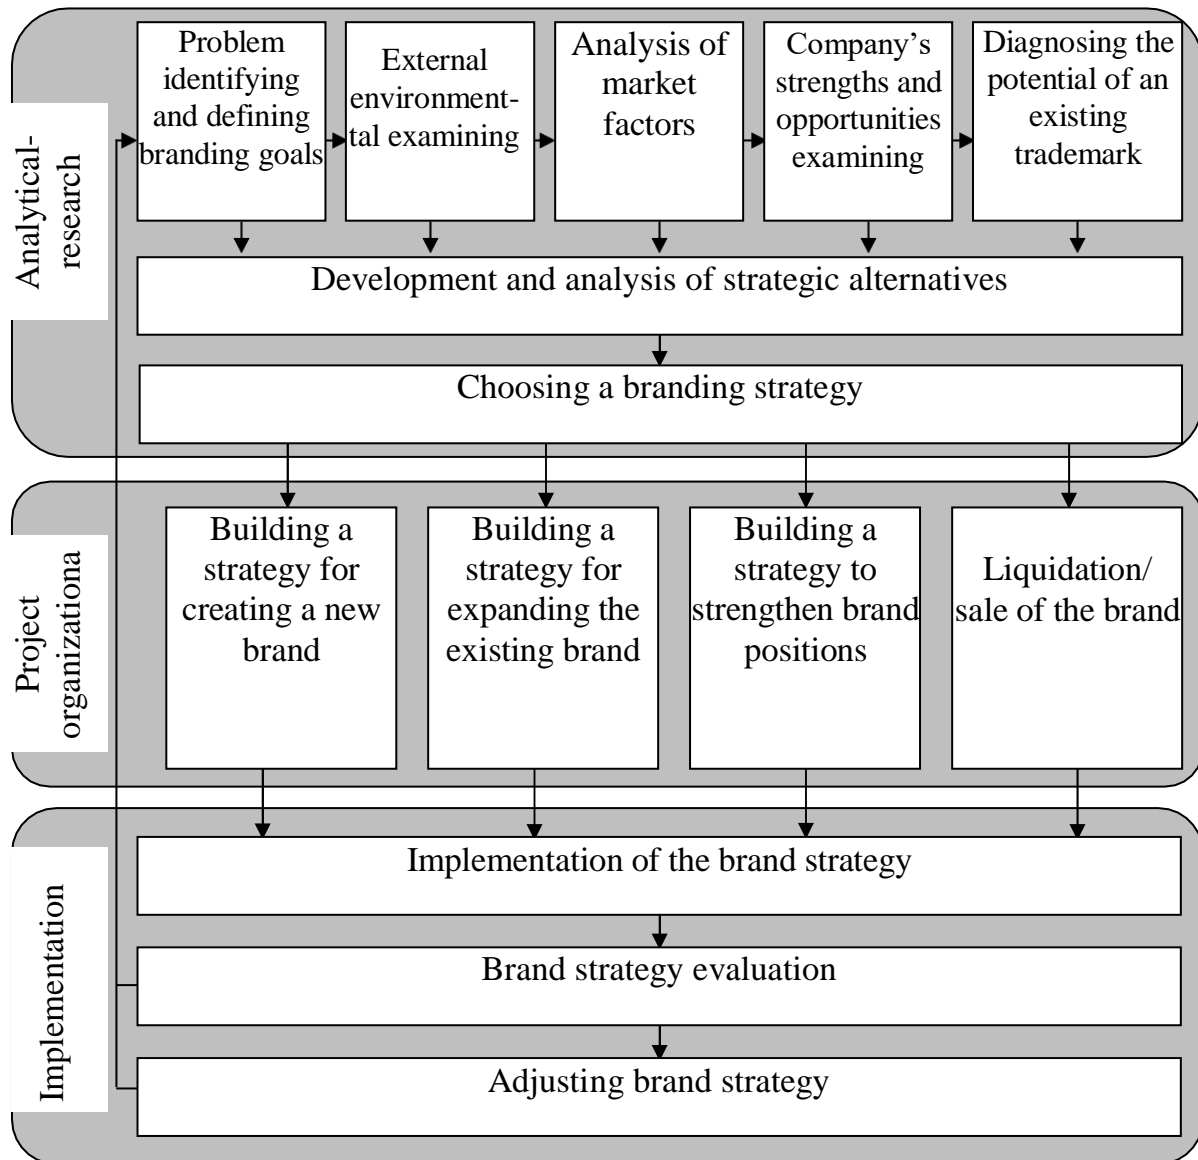 Analytical-
research
Problem
identifying
and defining
branding goals
External
environment-
tal examining
Analysis of
market
factors
Company’s
strengths and
opportunities
examining
Diagnosing the
potential of an
existing
trademark
Development and analysis of strategic alternatives
Choosing a branding strategy
Project
organizationa
Building a
strategy for
creating a new
brand
Building a
strategy for
expanding the
existing brand
Building a
strategy to
strengthen brand
positions
Liquidation/
sale of the brand
Implementation
Implementation of the brand strategy
Brand strategy evaluation
Adjusting brand strategy